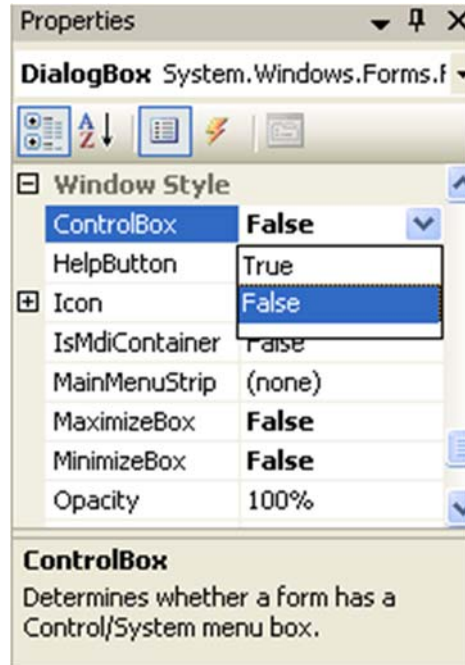 Properties
DialogBox System.Windows.Forms.F
Window Style
ControlBox False
HelpButton True
Icon False
IsMdiContainer False
MainMenuStrip (none)
MaximizeBox False
MinimizeBox False
Opacity 100%
ControlBox
Determines whether a form has a
Control/System menu box.